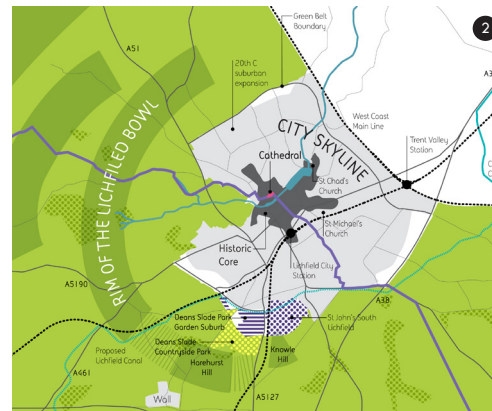 2
Green Belt
Boundary
A51
20th C
suburban
expansion
West Coast
Main Line
CITY SKYLINE
Trent Valley
Station
Cathedral
St Chad's
Church
RIM OF THE LICHFILED BOWL
St Michael's
Church
Historic
Core
Lichfield City
Station
A5190
A38
Deans Slade Park
Garden Suburb
St John's South
Lichfield
Deans Slade
Countryside Park
Proposed
Lichfield Canal
Harehurst
Hill
Knowle
Hill
A461
Wall
A5127